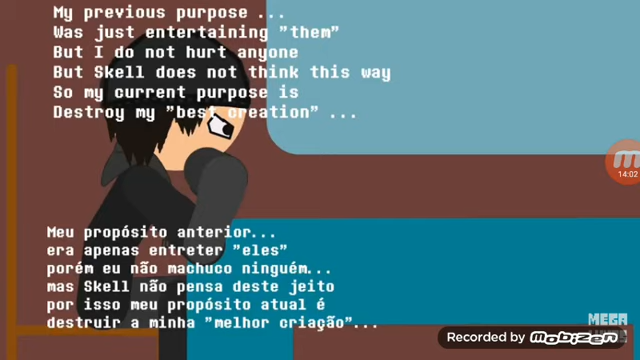 My previous purpose ...
Was just entertaining "them"
But I do not hurt anyone
But Skell does not think this way
So my current purpose is
Destroy my "best creation" ...
14:02
Meu propósito anterior...
era apenas entreter "eles"
porém eu não machuco ninguém...
mas Skell não pensa deste jeito
por isso meu propósito atual é
destruir a minha "melhor criação"...
MEGA
Recorded by mobizen